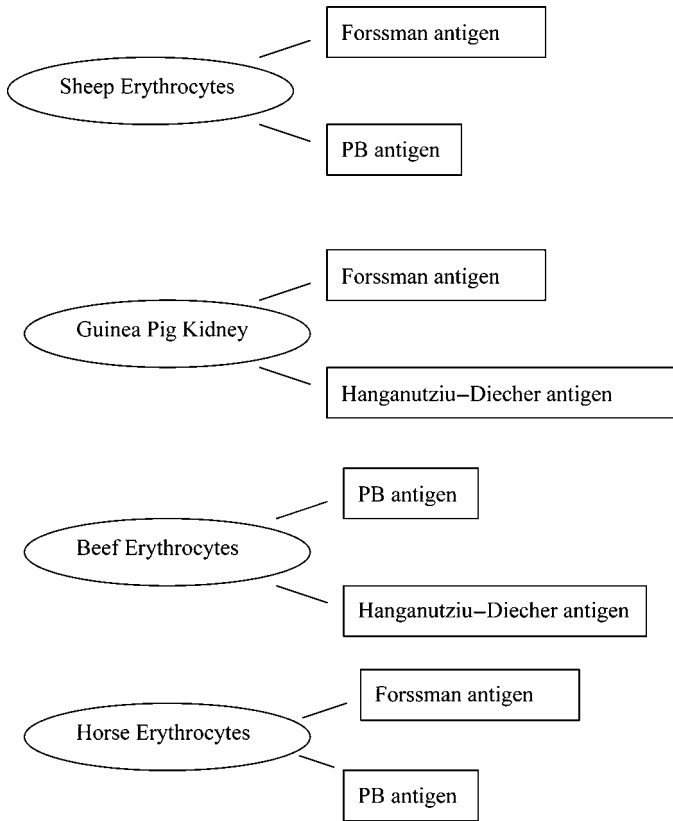 Forssman antigen
Sheep Erythrocytes
PB antigen
Forssman antigen
Guinea Pig Kidney
Hanganutziu–Diecher antigen
PB antigen
Beef Erythrocytes
Hanganutziu–Diecher antigen
Forssman antigen
Horse Erythrocytes
PB antigen